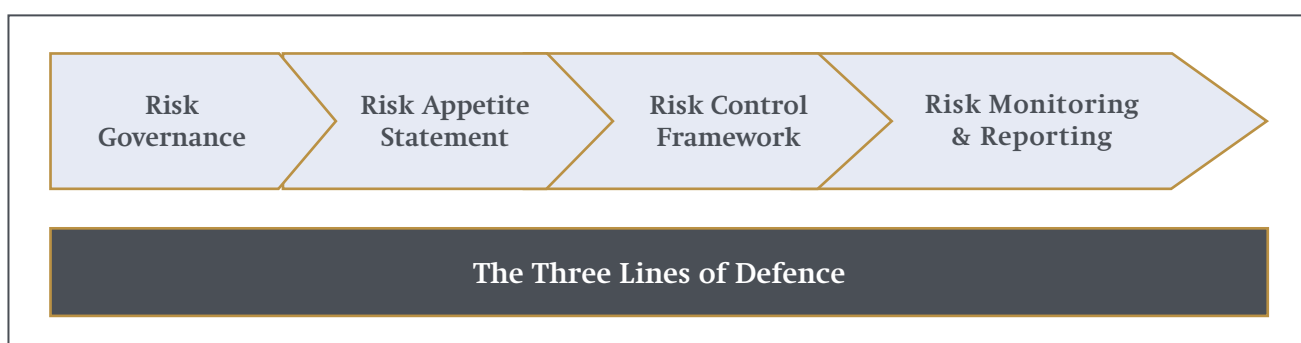 Risk
Governance
Risk Appetite
Statement
Risk Control
Framework
Risk Monitoring
& Reporting
The Three Lines of Defence